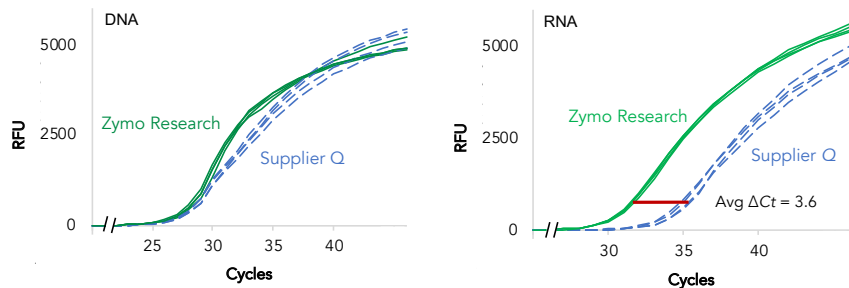 DNA
5000
2500
0
RFU
Zymo Research
Supplier Q
25
30
35
40
Cycles
RNA
5000
2500
0
RFU
Zymo Research
Supplier Q
Avg ΔCt = 3.6
30
35
40
Cycles